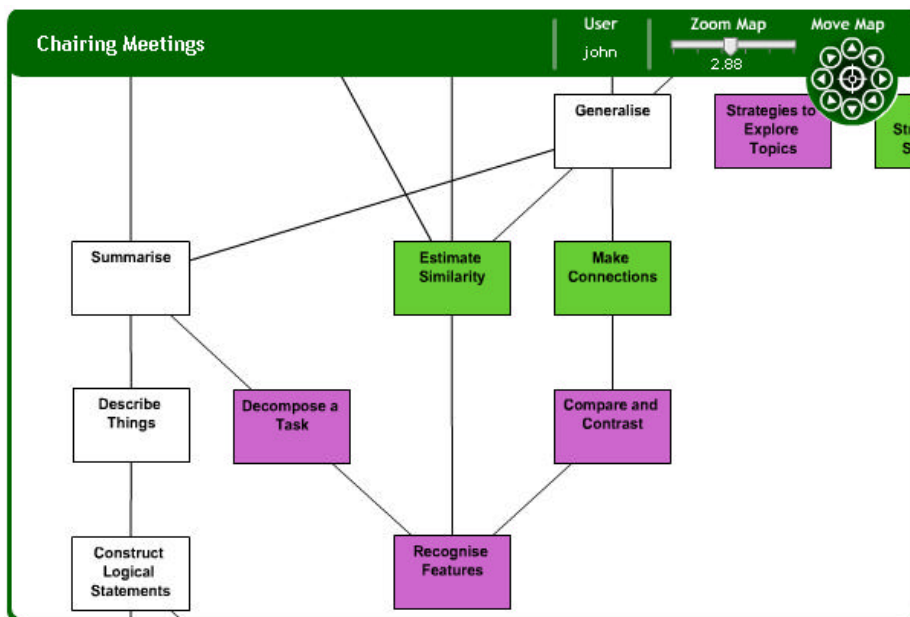 Chairing Meetings
User
john
Zoom Map
2.88
Move Map
Generalise
Strategies to
Explore
Topics
Summarise
Estimate
Similarity
Make
Connections
Describe
Things
Decompose a
Task
Compare and
Contrast
Construct
Logical
Statements
Recognise
Features